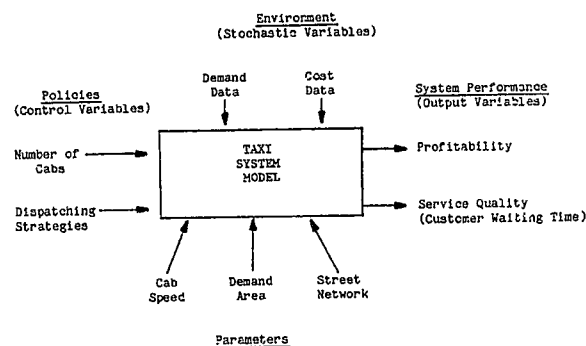 Environment
(Stochastic Variables)
Policies
(Control Variables)
Demand
Data
Cost
Data
System Performance
(Output Variables)
Number of
Cabs
Dispatching
Strategies
TAXI
SYSTEM
MODEL
Profitability
Service Quality
(Customer Waiting Time)
Cab
Speed
Demand
Area
Street
Network
Parameters